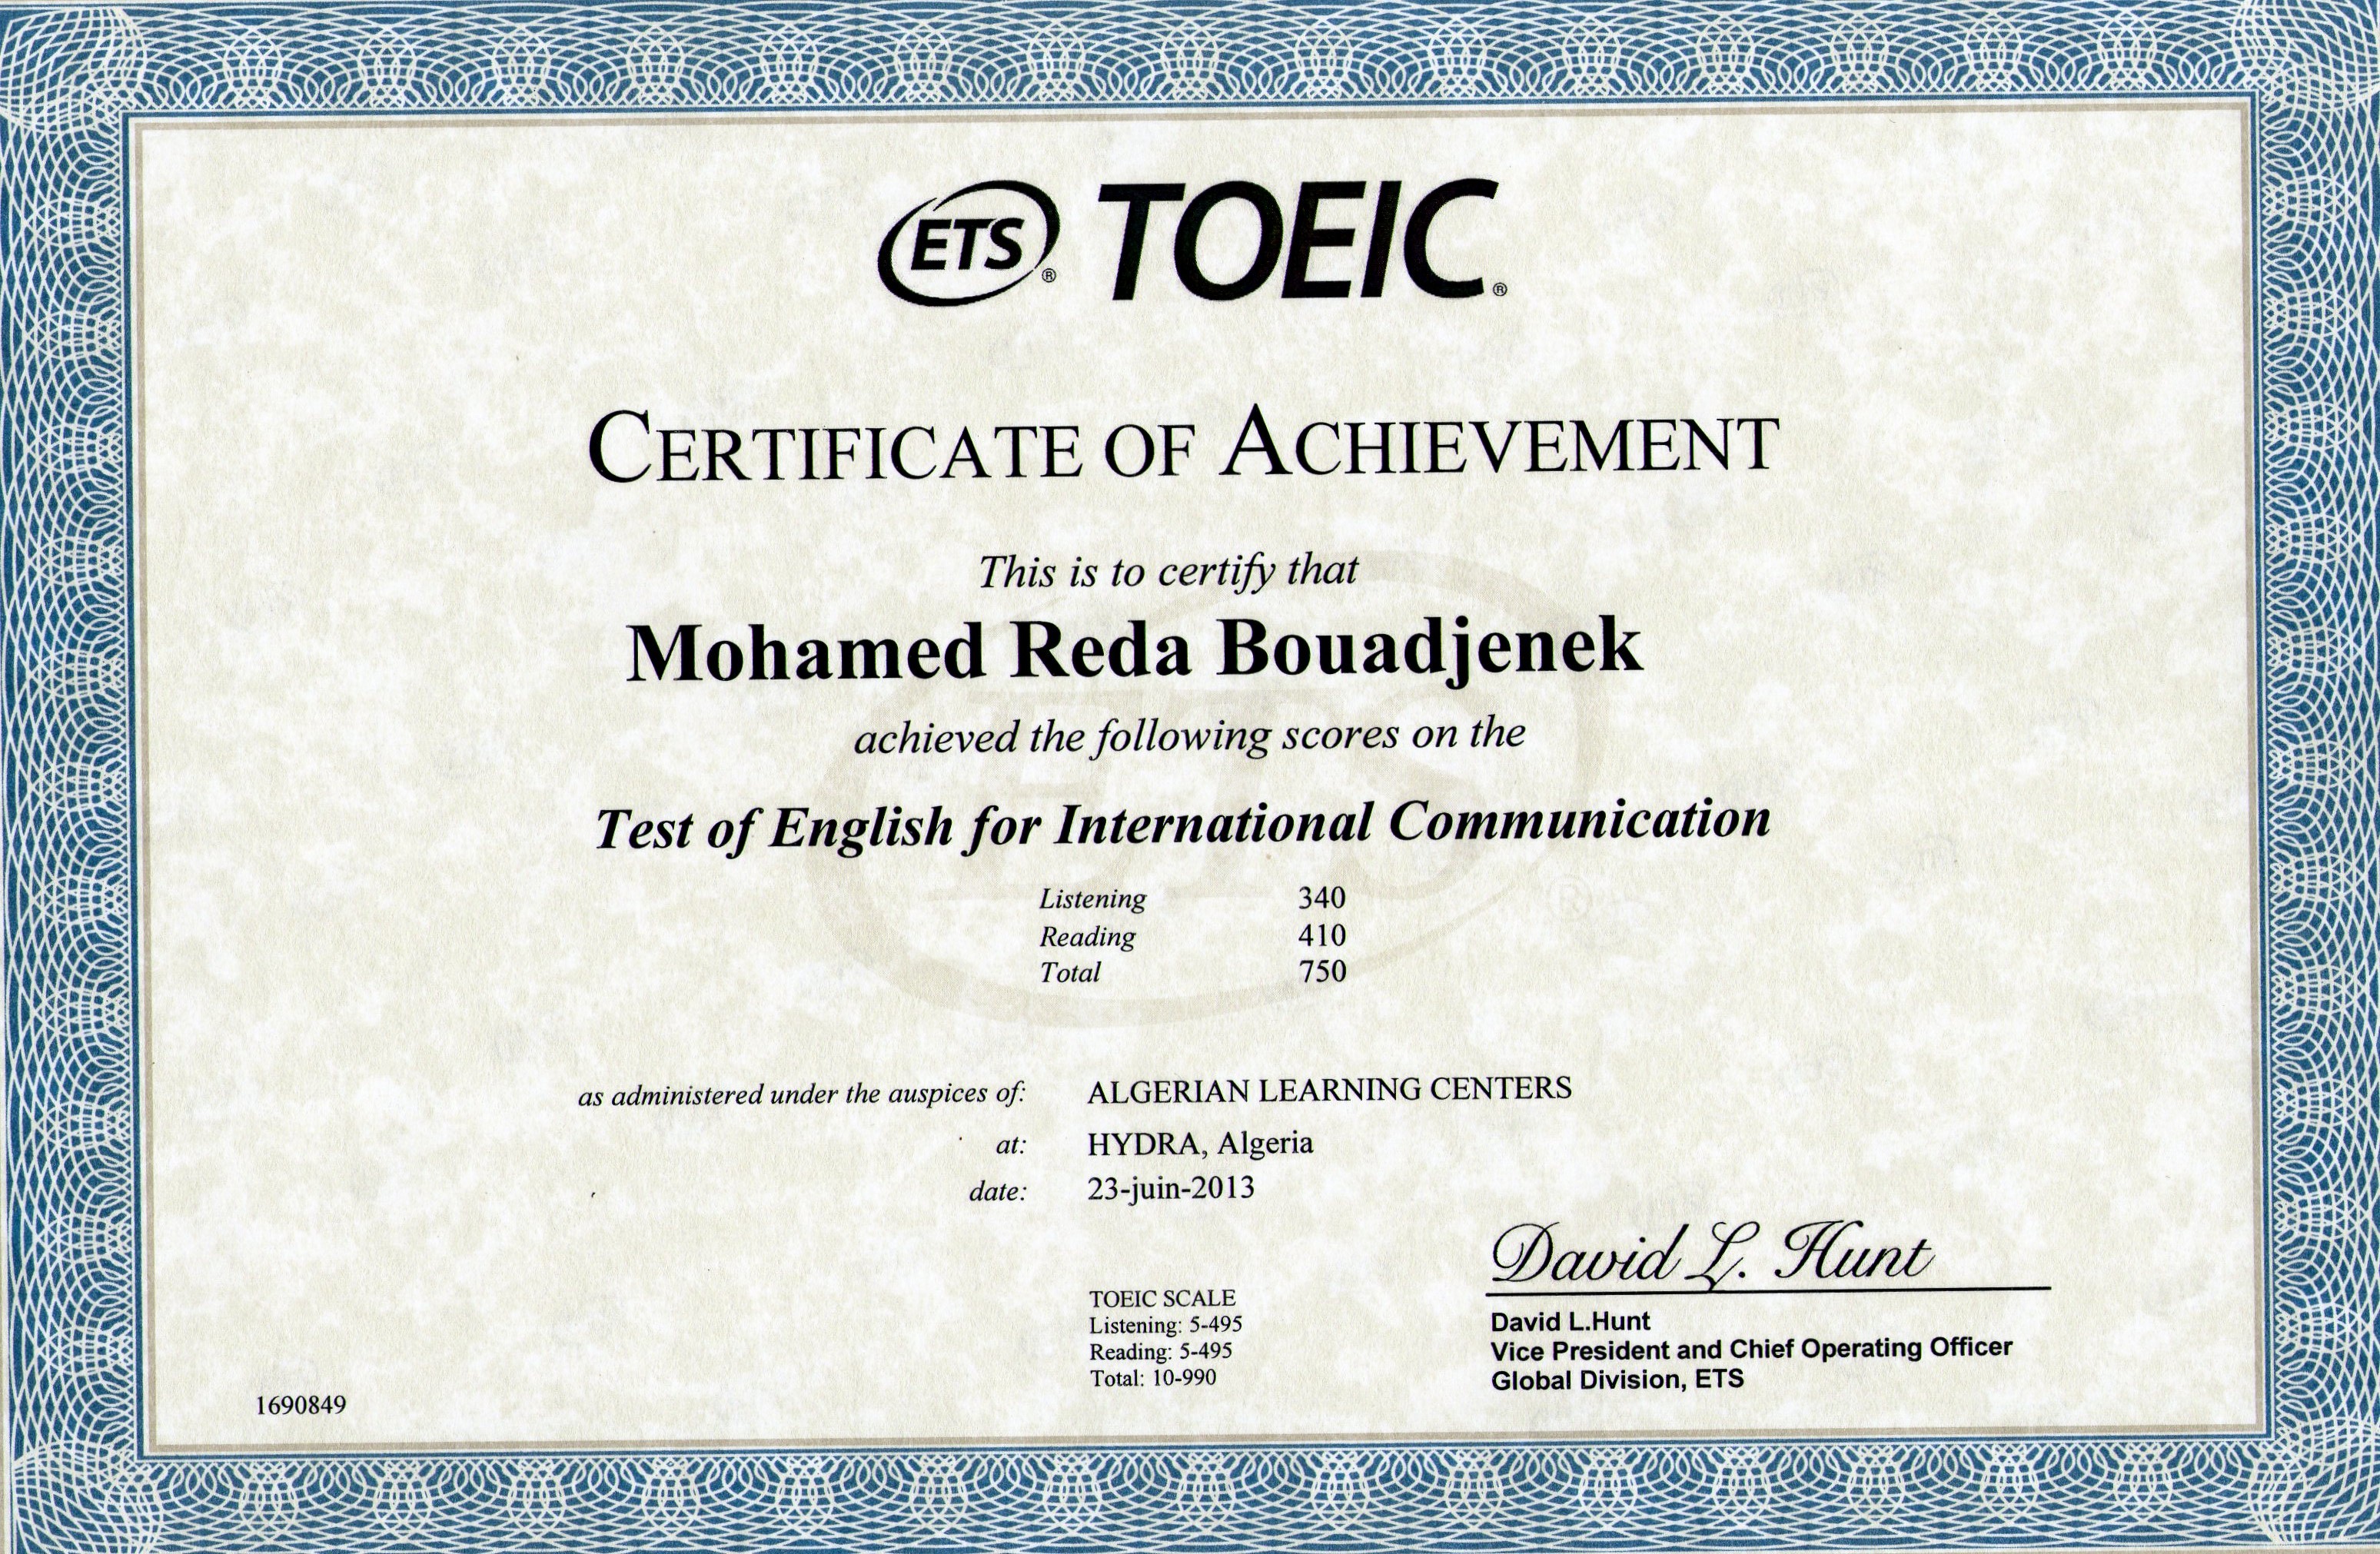 ETS® TOEIC®
CERTIFICATE OF ACHIEVEMENT
This is to certify that
Mohamed Reda Bouadjenek
achieved the following scores on the
Test of English for International Communication
Listening 340
Reading 410
Total 750
as administered under the auspices of: ALGERIAN LEARNING CENTERS
at: HYDRA, Algeria
date: 23-juin-2013
David L. Hunt
TOEIC SCALE
Listening: 5-495
Reading: 5-495
Total: 10-990
David L.Hunt
Vice President and Chief Operating Officer
Global Division, ETS
1690849
ETS®